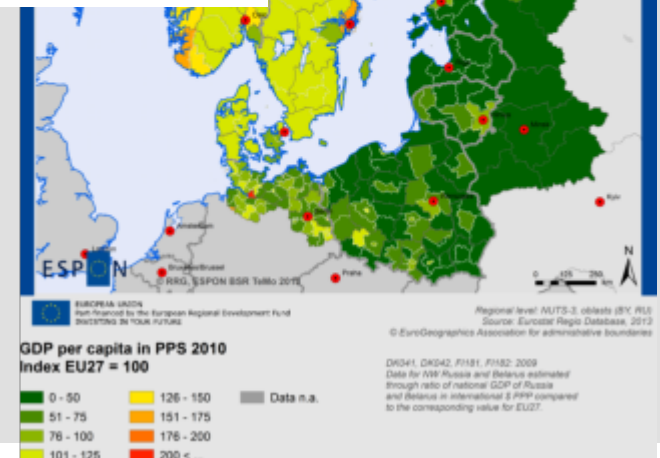 Kyiv
Amsterdam
Praha
N
ESPON
© RRG, ESPON BSR TeMo 2013
0 125 250 km
EUROPEAN UNION
Part-financed by the European Regional Development Fund
INVESTING IN YOUR FUTURE
Regional level: NUTS-3, oblasts (BY, RU)
Source: Eurostat Regio Database, 2013
© EuroGeographics Association for administrative boundaries
GDP per capita in PPS 2010
Index EU27 = 100
0 - 50
51 - 75
76 - 100
101 - 125
126 - 150
151 - 175
176 - 200
200 < ...
Data n.a.
DK041, DK042, FI181, FI182: 2009
Data for NW Russia and Belarus estimated
through ratio of national GDP of Russia
and Belarus in international $ PPP compared
to the corresponding value for EU27.